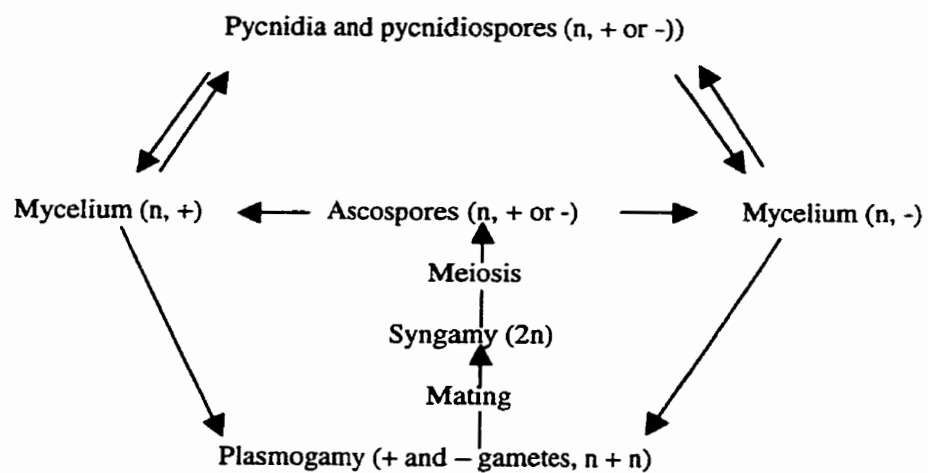 Pycnidia and pycnidiospores (n, + or -))
Mycelium (n, +)
Ascospores (n, + or -)
Mycelium (n, -)
Meiosis
Syngamy (2n)
Mating
Plasmogamy (+ and – gametes, n + n)